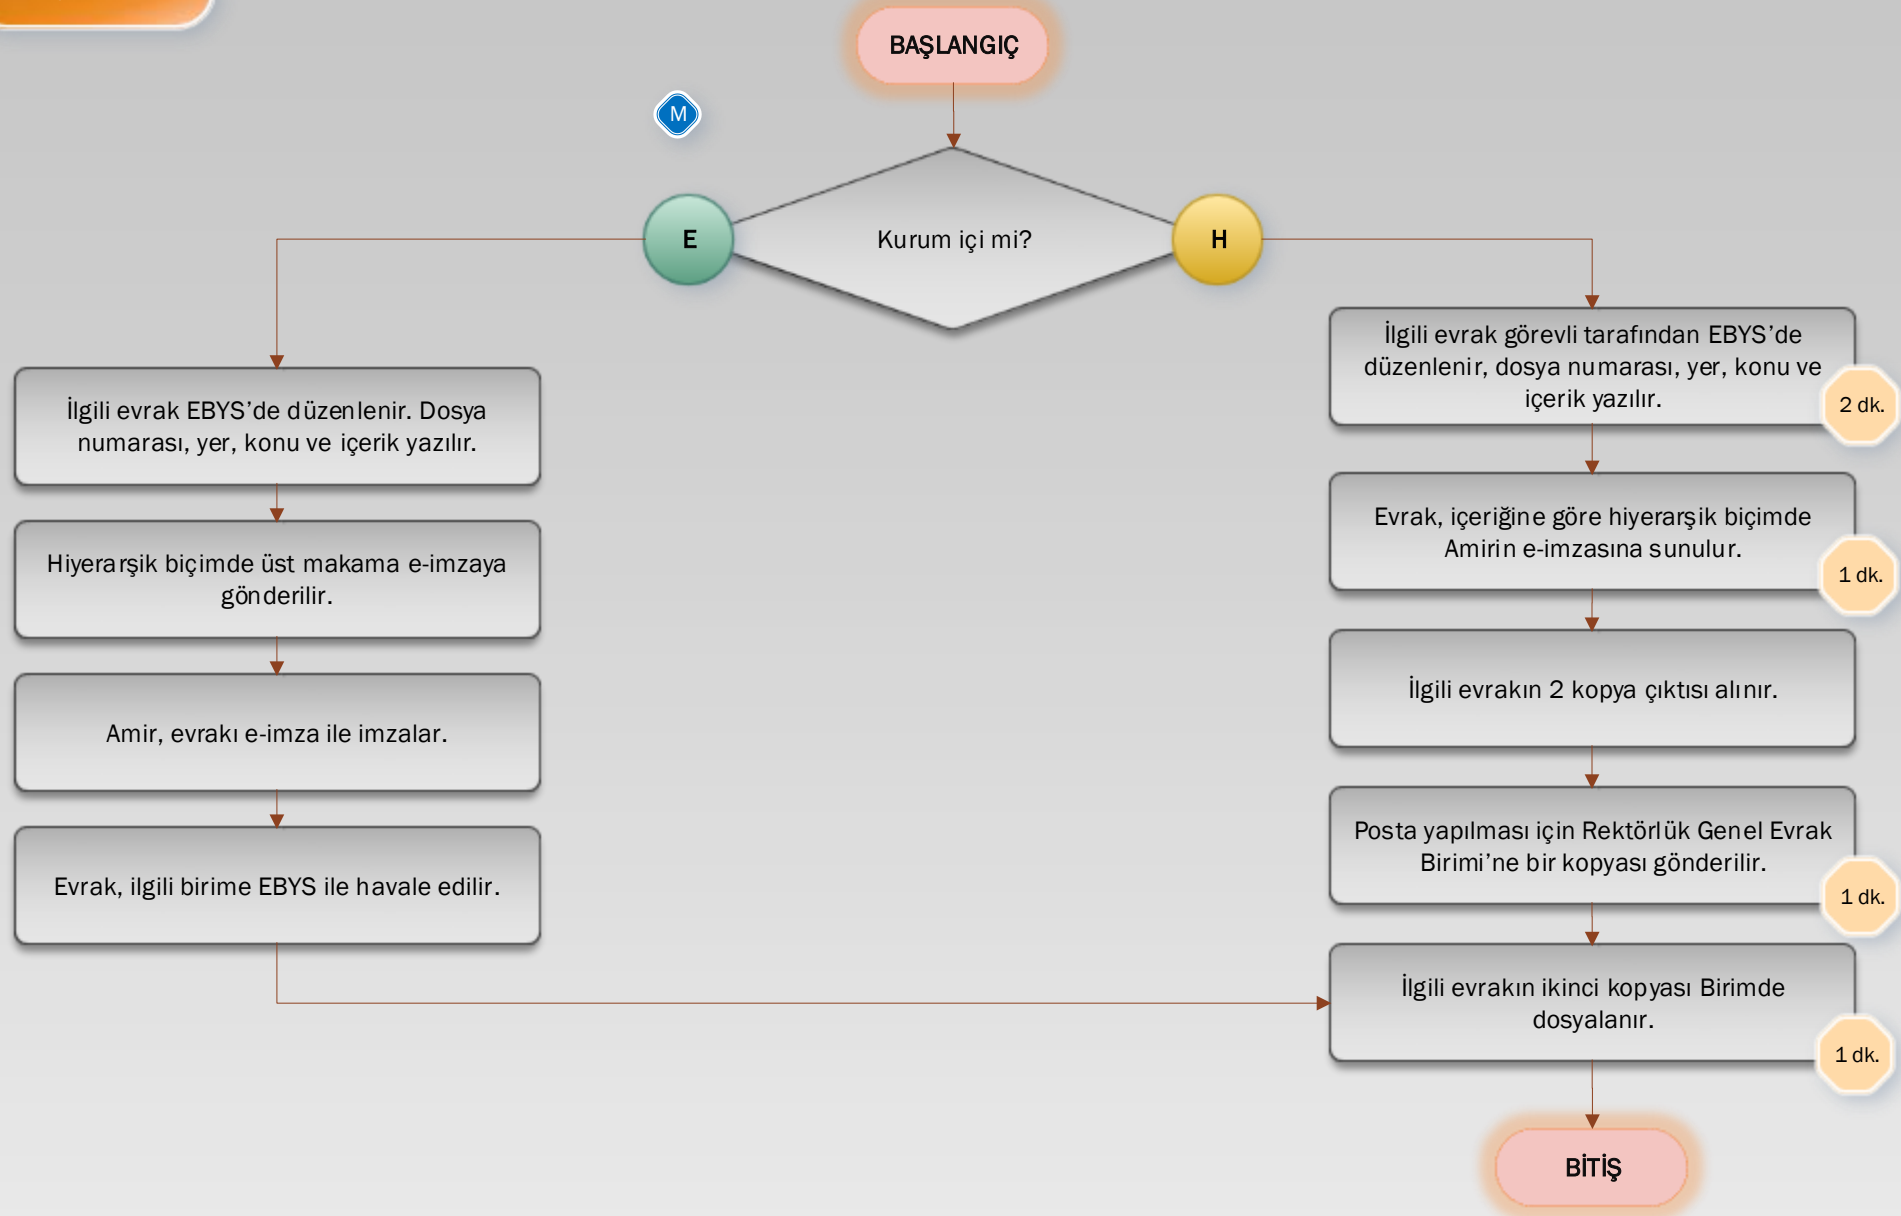 BAŞLANGIÇ
M
E
Kurum içi mi?
H
İlgili evrak EBYS’de düzenlenir. Dosya
numarası, yer, konu ve içerik yazılır.
Hiyerarşik biçimde üst makama e-imzaya
gönderilir.
Amir, evrakı e-imza ile imzalar.
Evrak, ilgili birime EBYS ile havale edilir.
İlgili evrak görevli tarafından EBYS’de
düzenlenir, dosya numarası, yer, konu ve
içerik yazılır.
2 dk.
Evrak, içeriğine göre hiyerarşik biçimde
Amirin e-imzasına sunulur.
1 dk.
İlgili evrakın 2 kopya çıktısı alınır.
Posta yapılması için Rektörlük Genel Evrak
Birimi’ne bir kopyası gönderilir.
1 dk.
İlgili evrakın ikinci kopyası Birimde
dosyalanır.
1 dk.
BİTİŞ